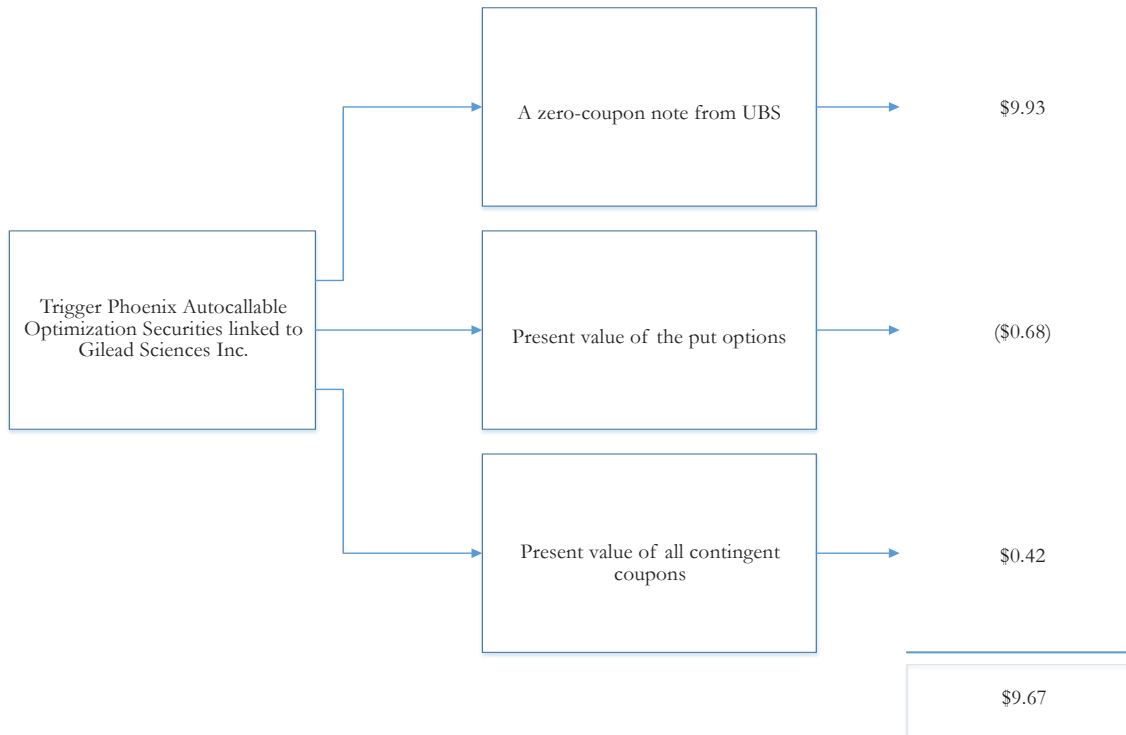 A zero-coupon note from UBS
$9.93
Trigger Phoenix Autocallable
Optimization Securities linked to
Gilead Sciences Inc.
Present value of the put options
($0.68)
Present value of all contingent
coupons
$0.42
$9.67